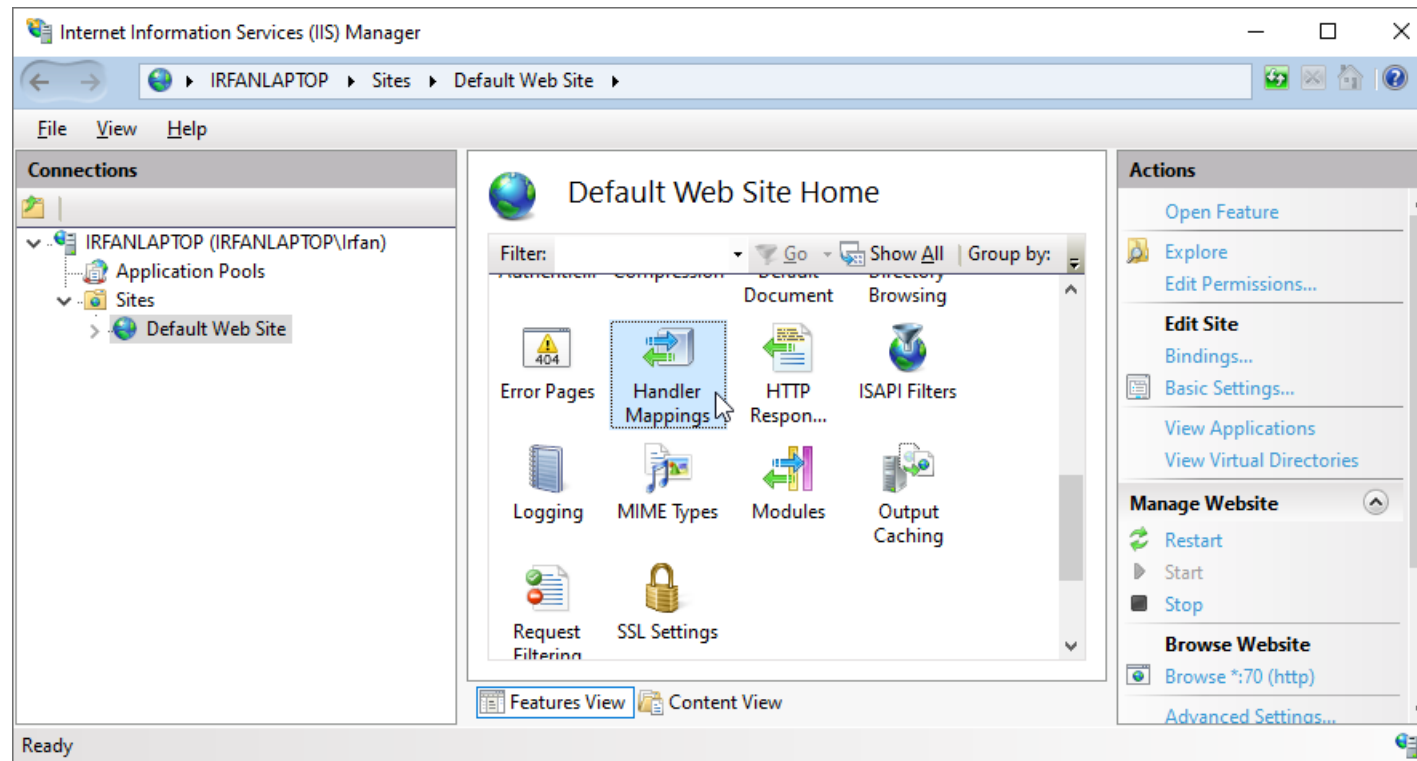 Internet Information Services (IIS) Manager
IRFANLAPTOP Sites Default Web Site
File View Help
Connections
IRFANLAPTOP (IRFANLAPTOP\Irfan)
Application Pools
Sites
Default Web Site
Default Web Site Home
Filter: Go Show All Group by:
Authentic... Compression Default Directory
Document Browsing
Error Pages Handler HTTP ISAPI Filters
Mappings Respon...
404
Logging MIME Types Modules Output
Caching
Request SSL Settings
Filtering
Features View Content View
Actions
Open Feature
Explore
Edit Permissions...
Edit Site
Bindings...
Basic Settings...
View Applications
View Virtual Directories
Manage Website
Restart
Start
Stop
Browse Website
Browse *:70 (http)
Advanced Settings...
Ready